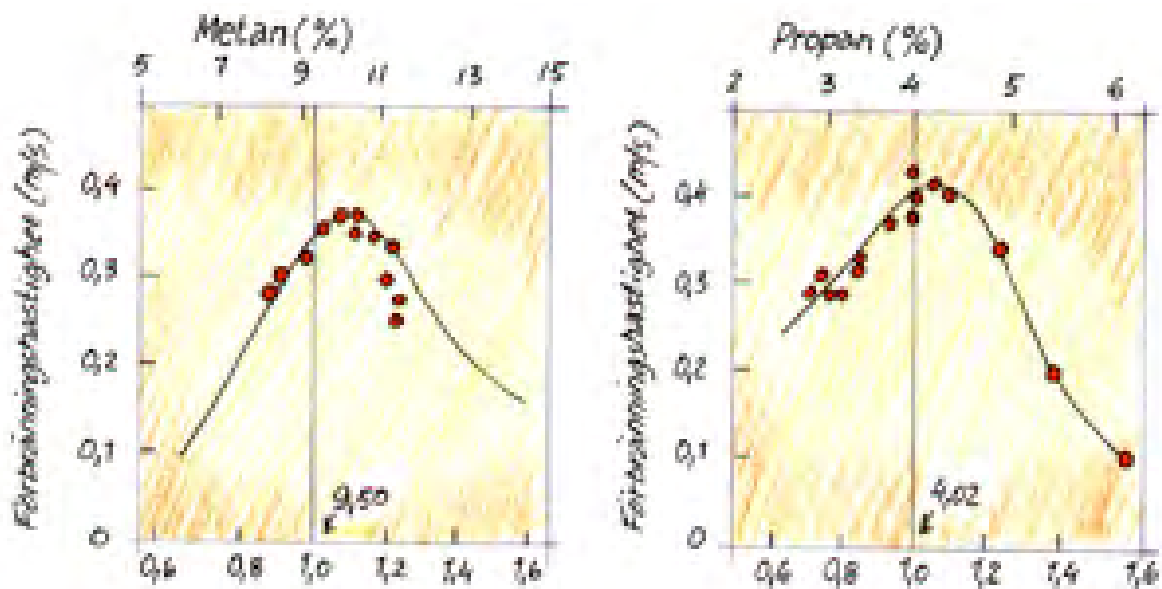 Metan (%)
5 7 9 11 13 15
Förbränningshastighet (m/s)
0,4
0,3
0,2
0,1
0
9,50
0,6 0,8 1,0 1,2 1,4 1,6
Propan (%)
2 3 4 5 6
Förbränningshastighet (m/s)
0,4
0,3
0,2
0,1
0
4,02
0,6 0,8 1,0 1,2 1,4 1,6